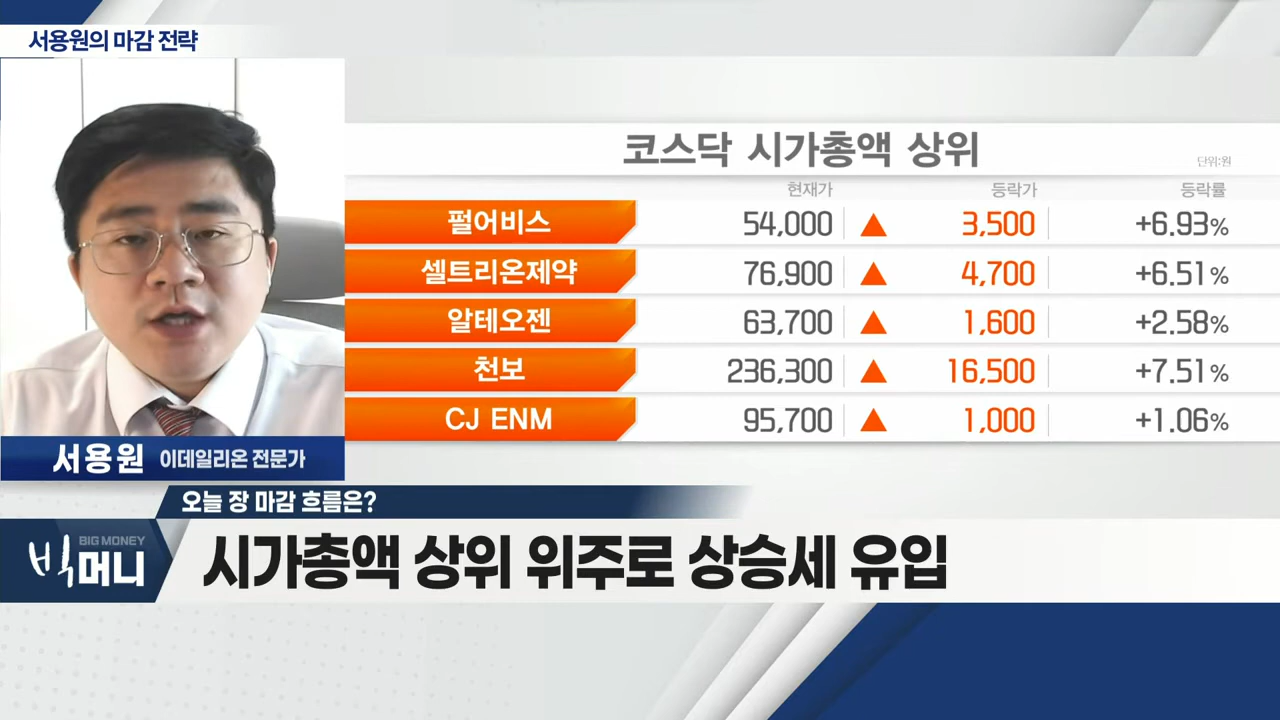 서용원의 마감 전략
코스닥 시가총액 상위
단위:원
현재가 등락가 등락률
펄어비스 54,000 ▲ 3,500 +6.93%
셀트리온제약 76,900 ▲ 4,700 +6.51%
알테오젠 63,700 ▲ 1,600 +2.58%
천보 236,300 ▲ 16,500 +7.51%
CJ ENM 95,700 ▲ 1,000 +1.06%
서용원 이데일리온 전문가
오늘 장 마감 흐름은?
BIG MONEY
빅머니
시가총액 상위 위주로 상승세 유입